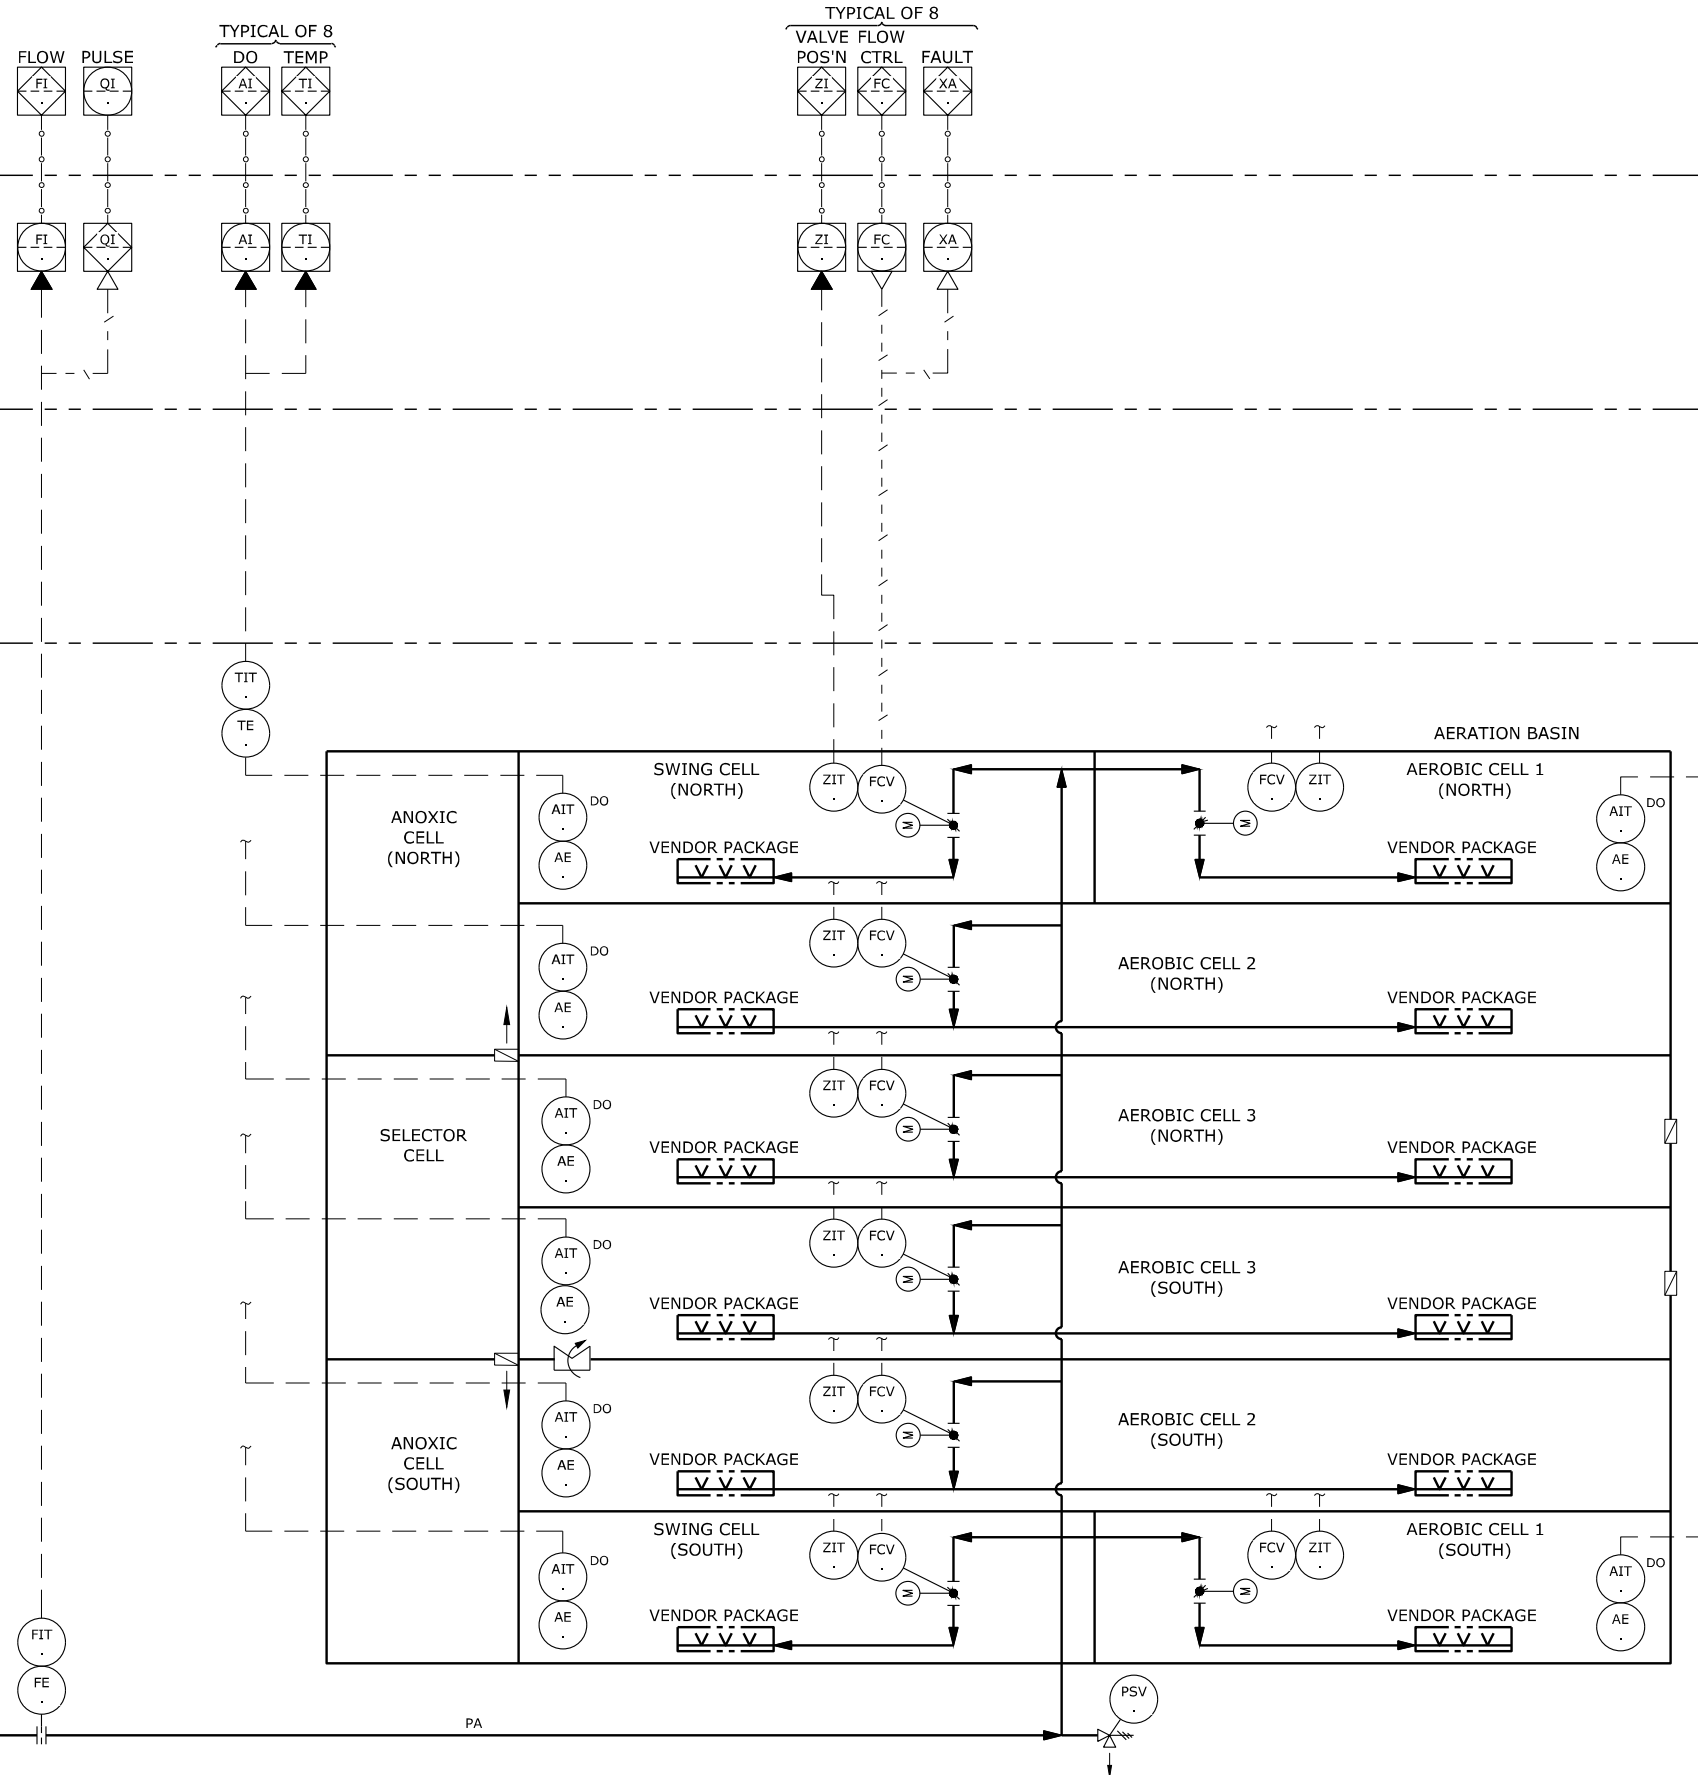 TYPICAL OF 8
TYPICAL OF 8
VALVE FLOW
FLOW PULSE DO TEMP POS'N CTRL FAULT
FI QI AI TI ZI FC XA
FI QI AI TI ZI FC XA
TIT
TE
AERATION BASIN
SWING CELL
(NORTH)
ZIT FCV
FCV ZIT
AEROBIC CELL 1
(NORTH)
ANOXIC
CELL
(NORTH)
AIT DO
AE
M
M
AIT DO
AE
VENDOR PACKAGE
VENDOR PACKAGE
AIT DO
AE
ZIT FCV
M
AEROBIC CELL 2
(NORTH)
VENDOR PACKAGE
VENDOR PACKAGE
SELECTOR
CELL
AIT DO
AE
ZIT FCV
M
AEROBIC CELL 3
(NORTH)
VENDOR PACKAGE
VENDOR PACKAGE
AIT DO
AE
ZIT FCV
M
AEROBIC CELL 3
(SOUTH)
VENDOR PACKAGE
VENDOR PACKAGE
ANOXIC
CELL
(SOUTH)
AIT DO
AE
ZIT FCV
M
AEROBIC CELL 2
(SOUTH)
VENDOR PACKAGE
VENDOR PACKAGE
SWING CELL
(SOUTH)
ZIT FCV
FCV ZIT
AEROBIC CELL 1
(SOUTH)
AIT DO
AE
M
M
AIT DO
AE
VENDOR PACKAGE
VENDOR PACKAGE
FIT
FE
PA
PSV